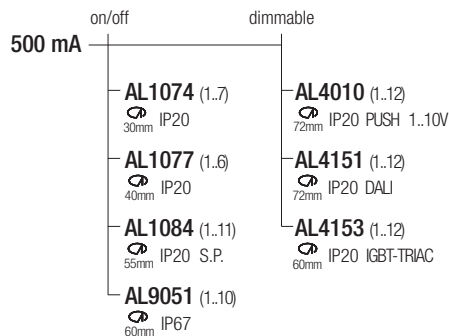 on/off dimmable
500 mA
AL1074 (1..7)
30mm IP20
AL1077 (1..6)
40mm IP20
AL1084 (1..11)
55mm IP20 S.P.
AL9051 (1..10)
60mm IP67
AL4010 (1..12)
72mm IP20 PUSH 1..10V
AL4151 (1..12)
72mm IP20 DALI
AL4153 (1..12)
60mm IP20 IGBT-TRIAC